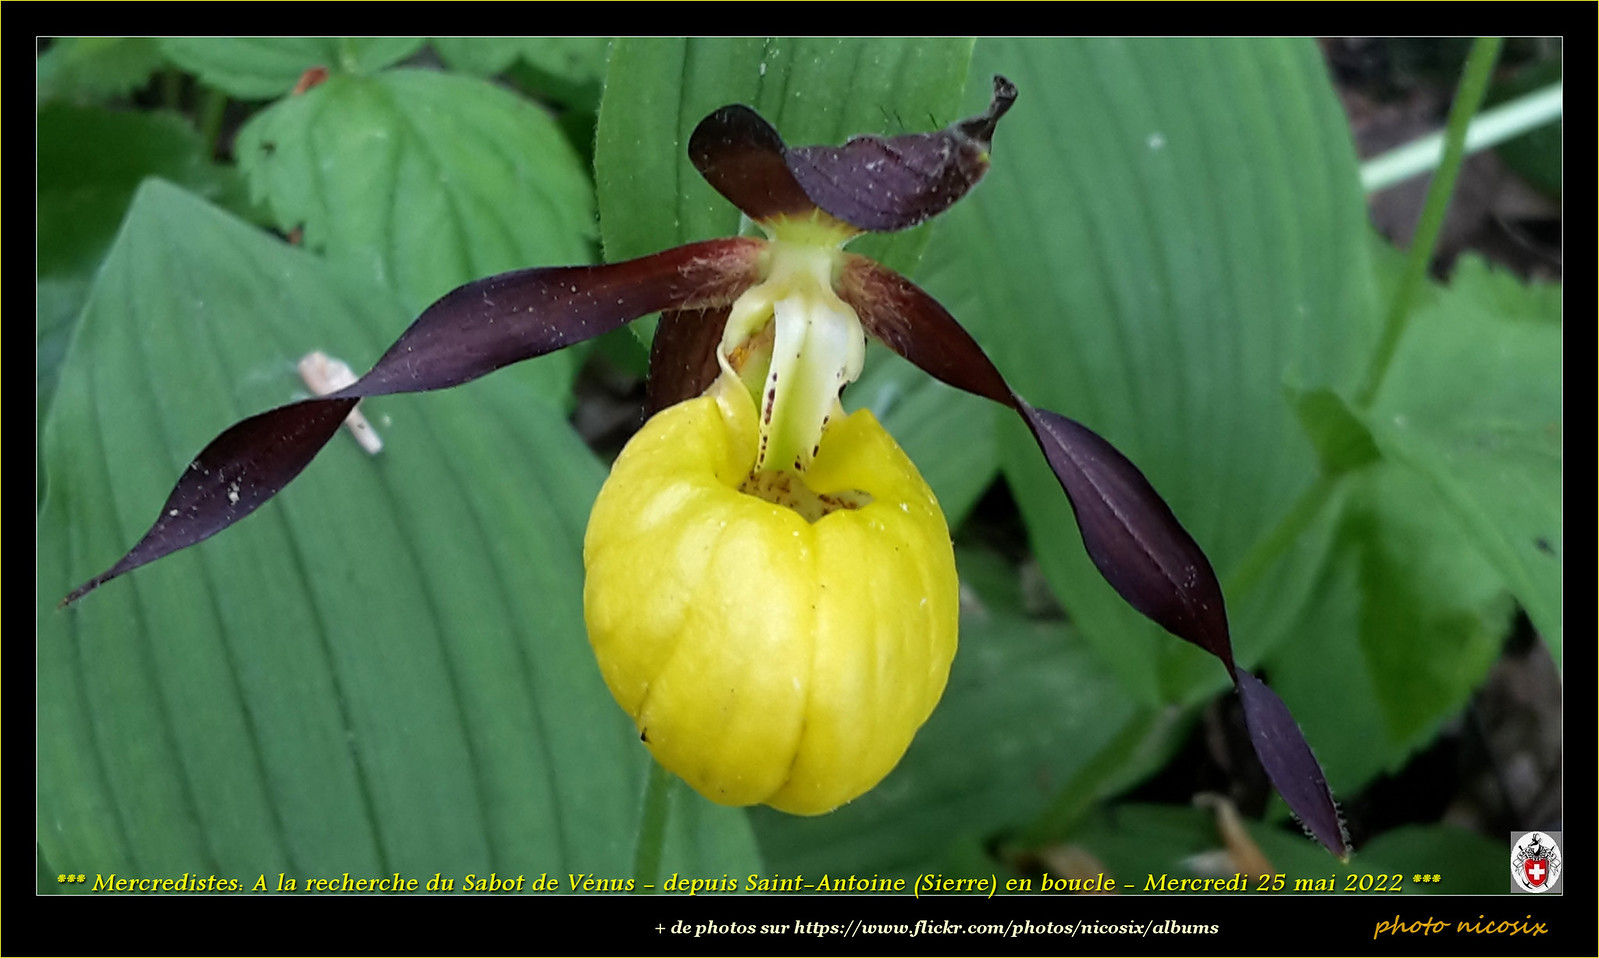 *** Mercredistes: A la recherche du Sabot de Vénus - depuis Saint-Antoine (Sierre) en boucle - Mercredi 25 mai 2022 ***
+ de photos sur https://www.flickr.com/photos/nicosix/albums
photo nicosix